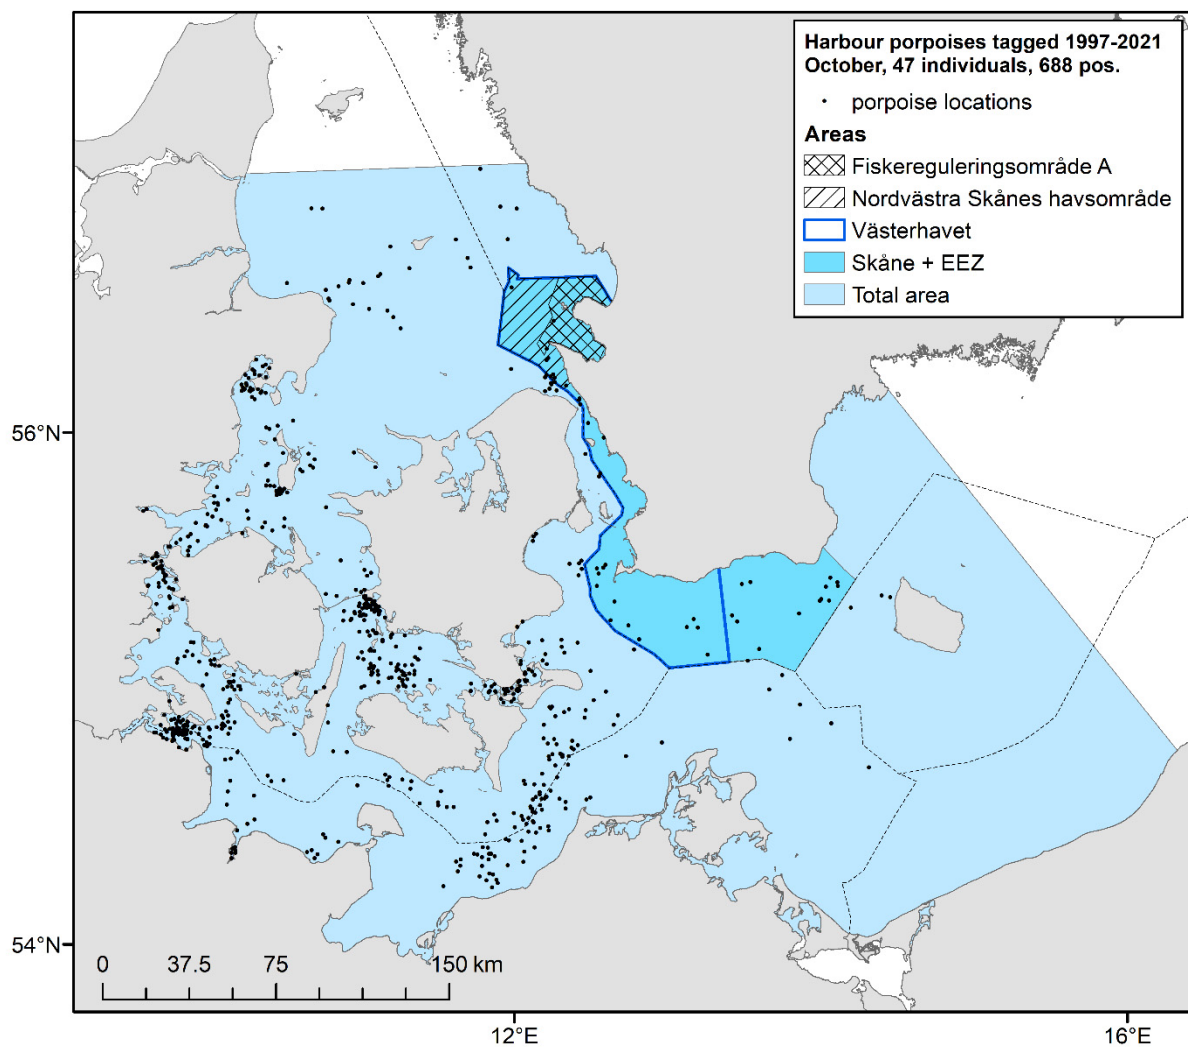 Harbour porpoises tagged 1997-2021
October, 47 individuals, 688 pos.
porpoise locations
Areas
Fiskereguleringsområde A
Nordvästra Skånes havsområde
Västerhavet
Skåne + EEZ
Total area
56°N
54°N
0 37.5 75 150 km
12°E 16°E